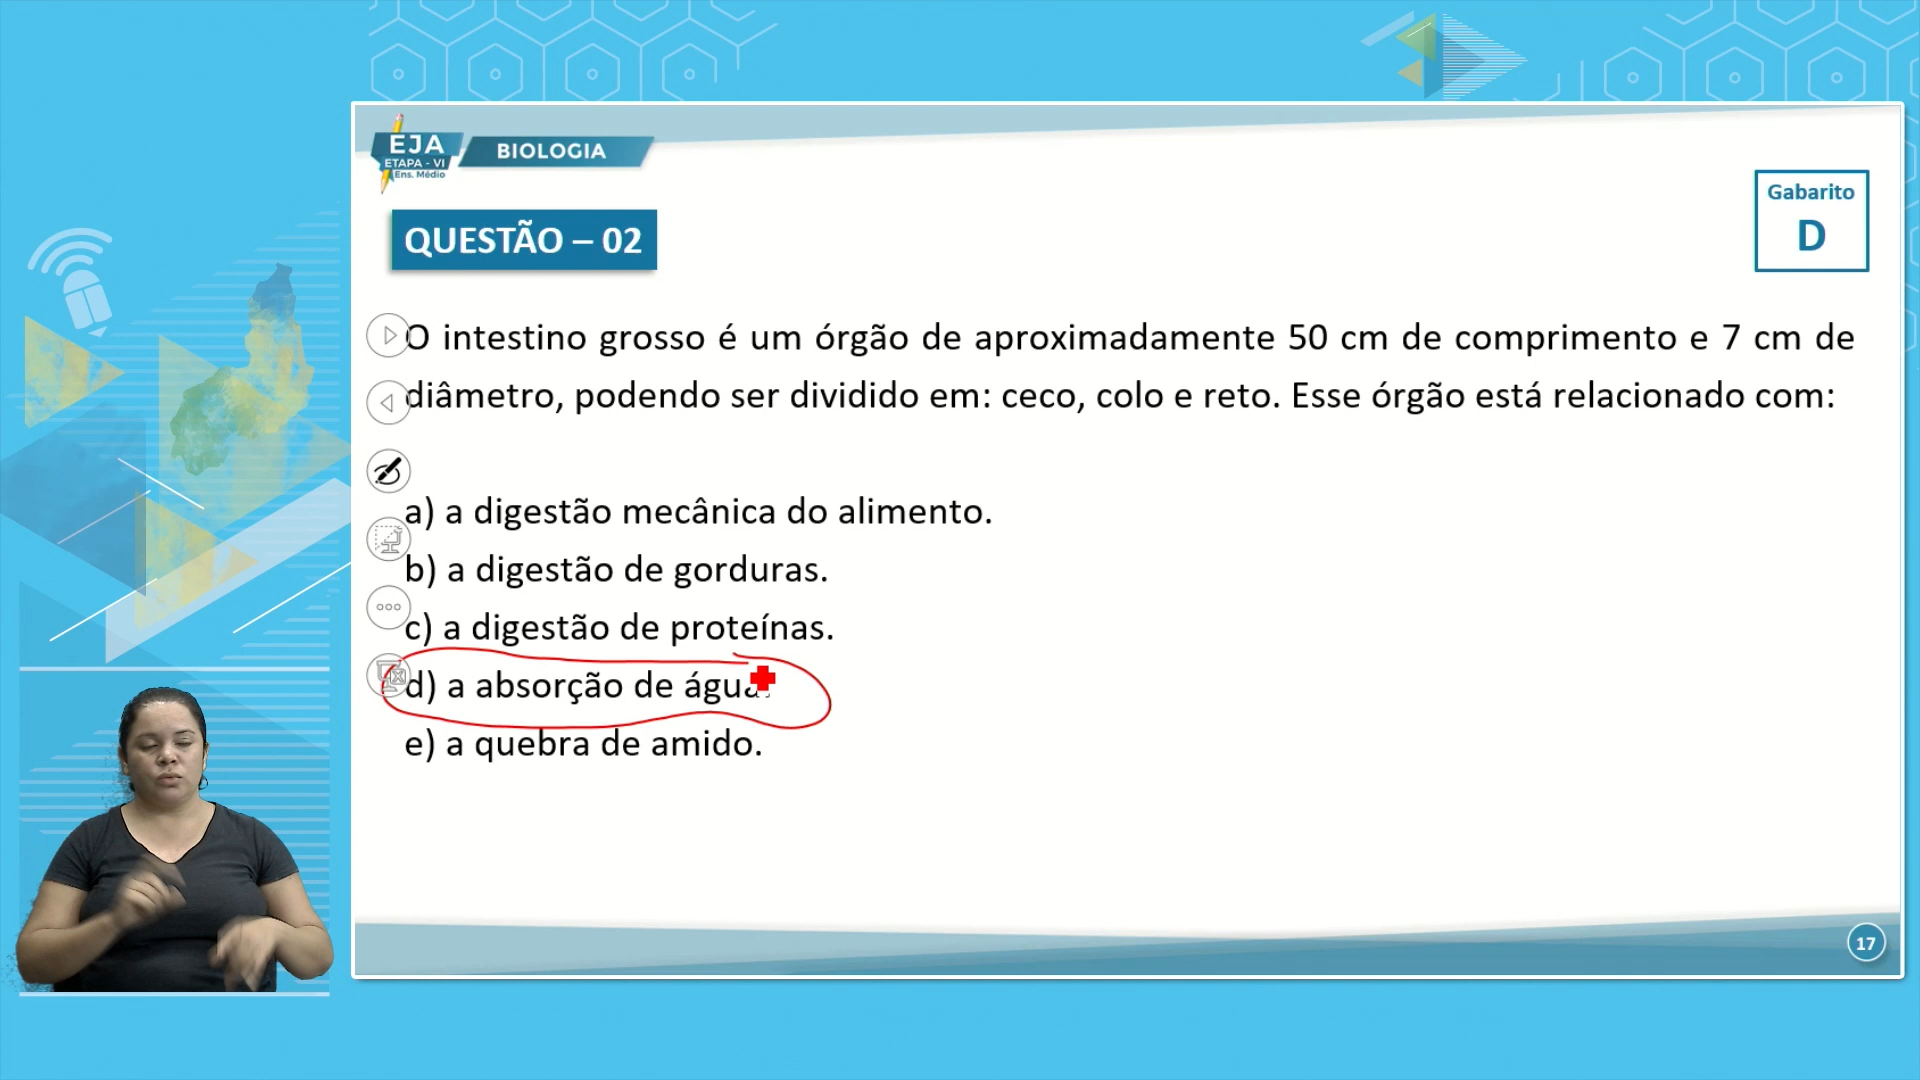 EJA
ETAPA - VI
Ens. Médio
BIOLOGIA
Gabarito
D
QUESTÃO – 02
O intestino grosso é um órgão de aproximadamente 50 cm de comprimento e 7 cm de
diâmetro, podendo ser dividido em: ceco, colo e reto. Esse órgão está relacionado com:
a) a digestão mecânica do alimento.
b) a digestão de gorduras.
c) a digestão de proteínas.
d) a absorção de água.
e) a quebra de amido.
17